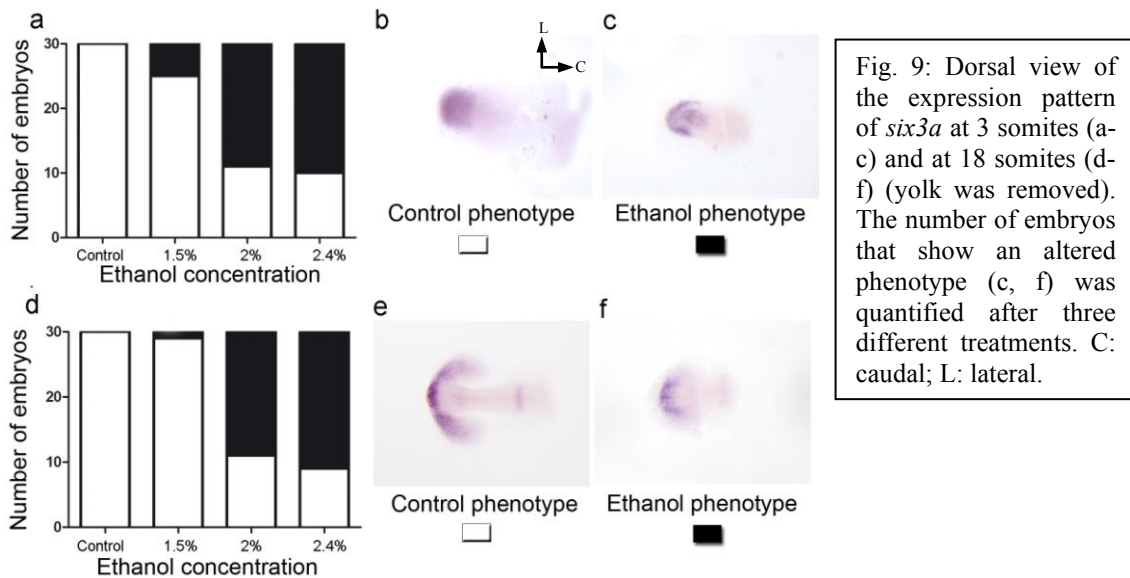 a
Number of embryos
30
20
10
0
Control
1.5%
2%
2.4%
Ethanol concentration
b
L
C
Control phenotype
c
Ethanol phenotype
Fig. 9: Dorsal view of
the expression pattern
of six3a at 3 somites (a-
c) and at 18 somites (d-
f) (yolk was removed).
The number of embryos
that show an altered
phenotype (c, f) was
quantified after three
different treatments. C:
caudal; L: lateral.
d
Number of embryos
30
20
10
0
Control
1.5%
2%
2.4%
Ethanol concentration
e
Control phenotype
f
Ethanol phenotype